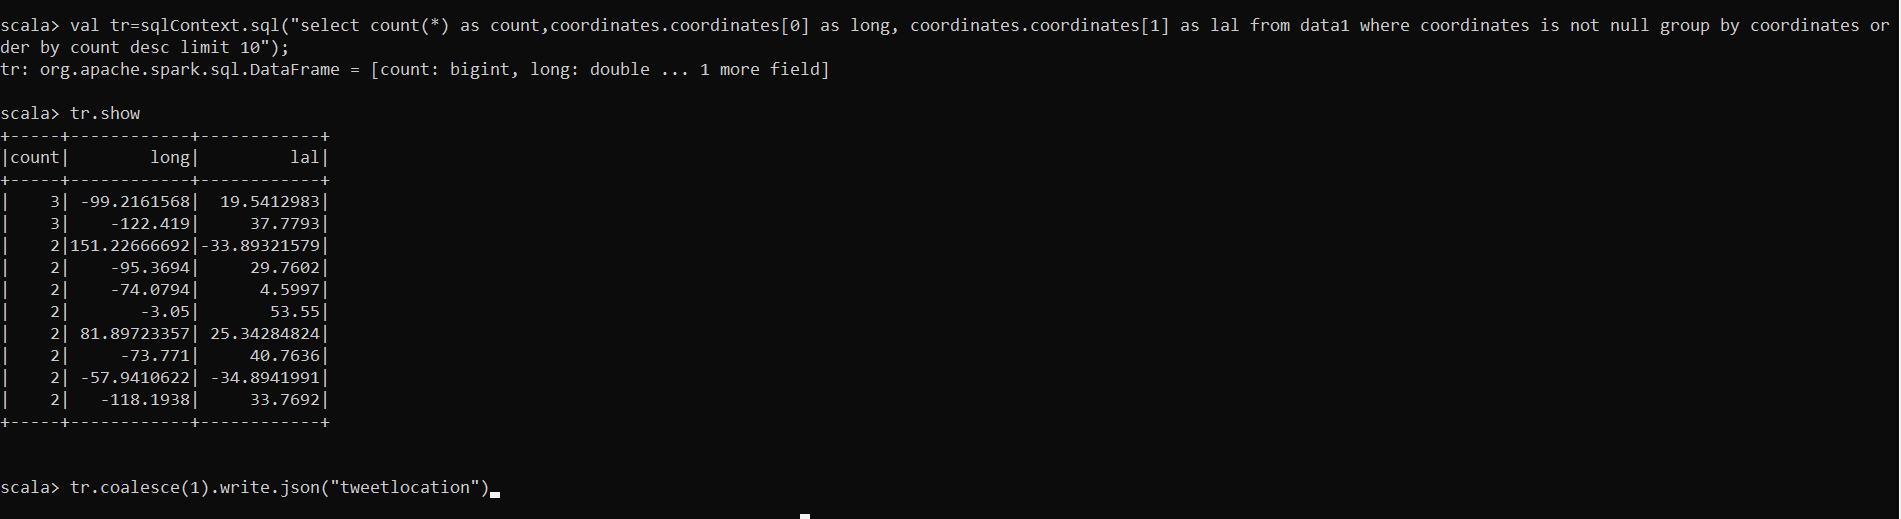 scala> val tr=sqlContext.sql("select count(*) as count,coordinates.coordinates[0] as long, coordinates.coordinates[1] as lal from data1 where coordinates is not null group by coordinates or
der by count desc limit 10");
tr: org.apache.spark.sql.DataFrame = [count: bigint, long: double ... 1 more field]
scala> tr.show
+-----+------------+------------+
|count|        long|         lal|
+-----+------------+------------+
|    3| -99.2161568|  19.5412983|
|    3|    -122.419|     37.7793|
|    2|151.22666692|-33.89321579|
|    2|    -95.3694|     29.7602|
|    2|    -74.0794|      4.5997|
|    2|       -3.05|       53.55|
|    2| 81.89723357| 25.34284824|
|    2|     -73.771|     40.7636|
|    2| -57.9410622| -34.8941991|
|    2|   -118.1938|     33.7692|
+-----+------------+------------+
scala> tr.coalesce(1).write.json("tweetlocation")